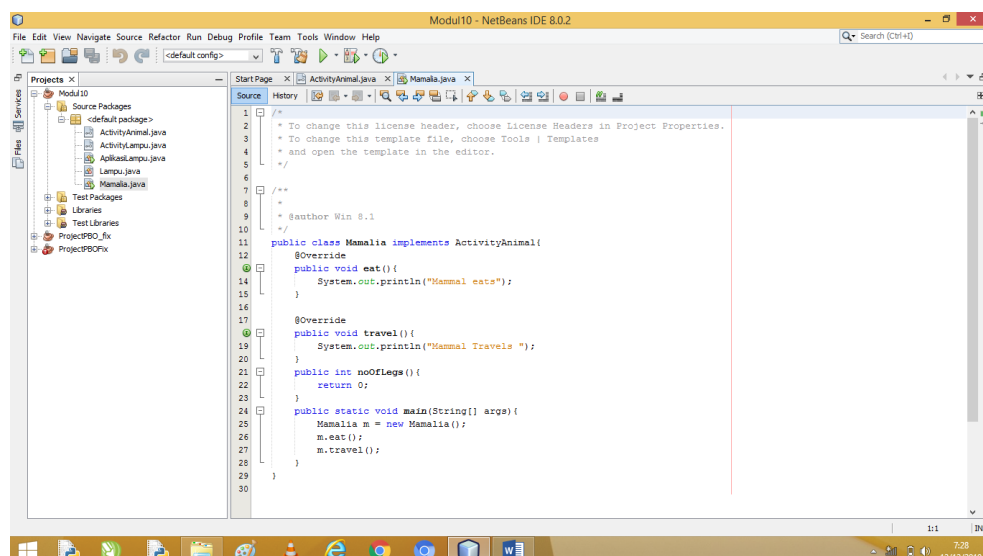 Modul10 - NetBeans IDE 8.0.2
File Edit View Navigate Source Refactor Run Debug Profile Team Tools Window Help
Search (Ctrl+I)
<default config>
Projects
Start Page
ActivityAnimal.java
Mamalia.java
Services
Files
Modul10
Source Packages
<default package>
ActivityAnimal.java
ActivityLampu.java
AplikasiLampu.java
Lampu.java
Mamalia.java
Test Packages
Libraries
Test Libraries
ProjectPBO_fix
ProjectPBOFix
Source History
1 /*
2 * To change this license header, choose License Headers in Project Properties.
3 * To change this template file, choose Tools | Templates
4 * and open the template in the editor.
5 */
6
7 /**
8 *
9 * @author Win 8.1
10 */
11 public class Mamalia implements ActivityAnimal{
12 @Override
public void eat(){
14 System.out.println("Mammal eats");
15 }
16
17 @Override
public void travel(){
19 System.out.println("Mammal Travels ");
20 }
21 public int noOfLegs(){
22 return 0;
23 }
24 public static void main(String[] args){
25 Mamalia m = new Mamalia();
26 m.eat();
27 m.travel();
28 }
29 }
30
1:1
7:28